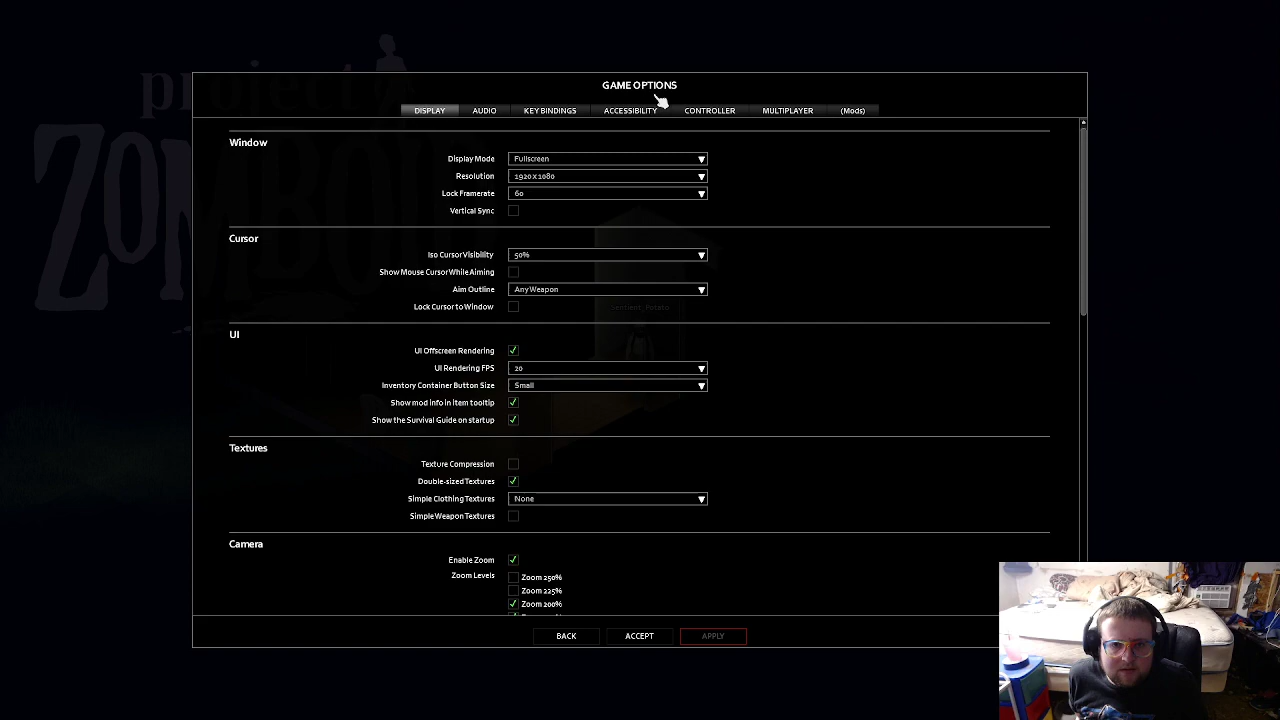 project
ZOMBOID
GAME OPTIONS
DISPLAY AUDIO KEY BINDINGS ACCESSIBILITY CONTROLLER MULTIPLAYER (Mods)
Window
Display Mode Fullscreen
Resolution 1920 x 1080
Lock Framerate 60
Vertical Sync
Cursor
Iso Cursor Visibility 50%
Show Mouse Cursor While Aiming
Aim Outline Any Weapon
Lock Cursor to Window
Sentient_Potato
UI
UI Offscreen Rendering
UI Rendering FPS 20
Inventory Container Button Size Small
Show mod info in item tooltip
Show the Survival Guide on startup
Textures
Texture Compression
Double-sized Textures
Simple Clothing Textures None
Simple Weapon Textures
Camera
Enable Zoom
Zoom Levels Zoom 250%
Zoom 225%
Zoom 200%
BACK ACCEPT APPLY